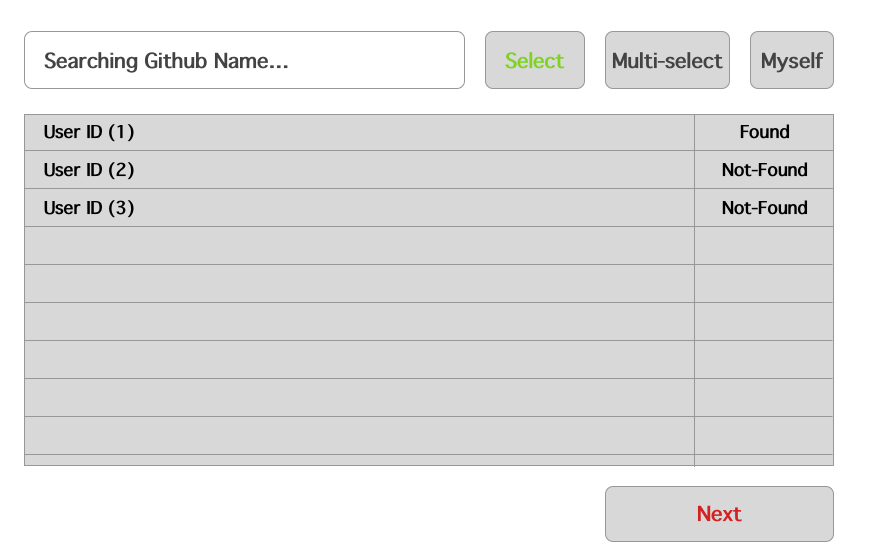 Searching Github Name...
Select
Multi-select
Myself
User ID (1)
Found
User ID (2)
Not-Found
User ID (3)
Not-Found
Next